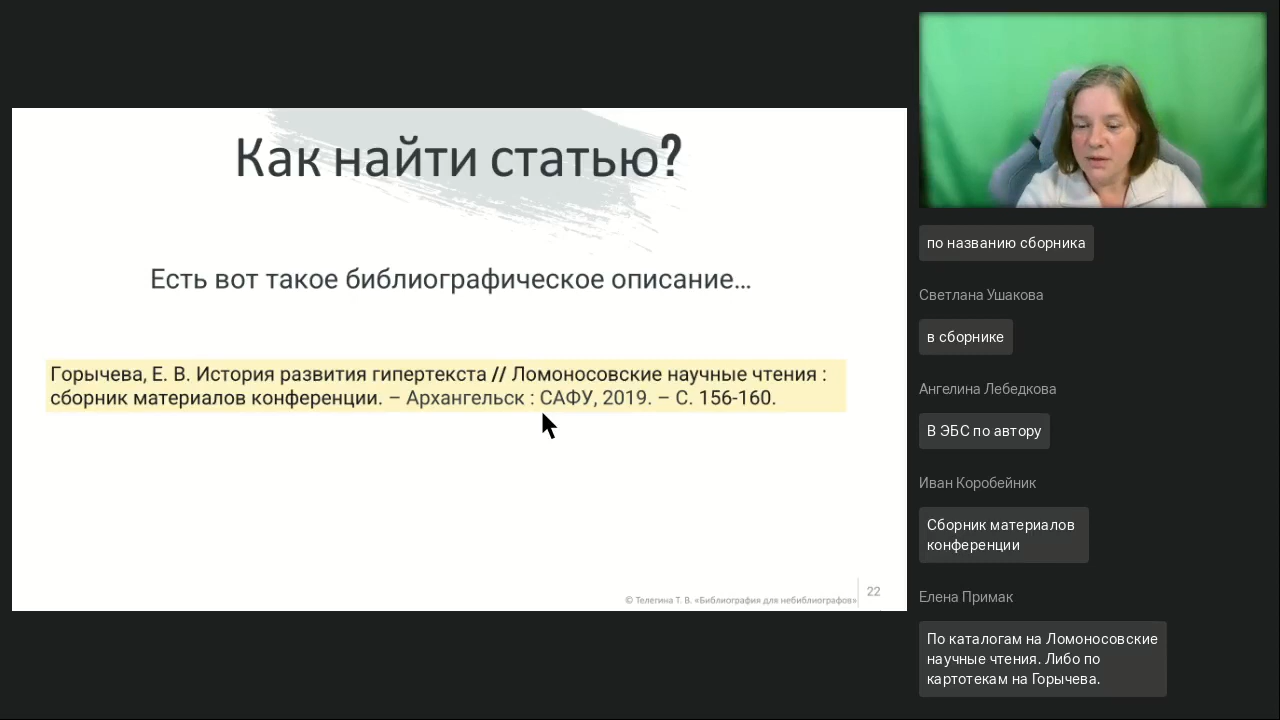 Как найти статью?
Есть вот такое библиографическое описание…
Горычева, Е. В. История развития гипертекста // Ломоносовские научные чтения :
сборник материалов конференции. – Архангельск : САФУ, 2019. – С. 156-160.
© Телегина Т. В. «Библиография для небиблиографов»
22
по названию сборника
Светлана Ушакова
в сборнике
Ангелина Лебедкова
В ЭБС по автору
Иван Коробейник
Сборник материалов
конференции
Елена Примак
По каталогам на Ломоносовские
научные чтения. Либо по
картотекам на Горычева.